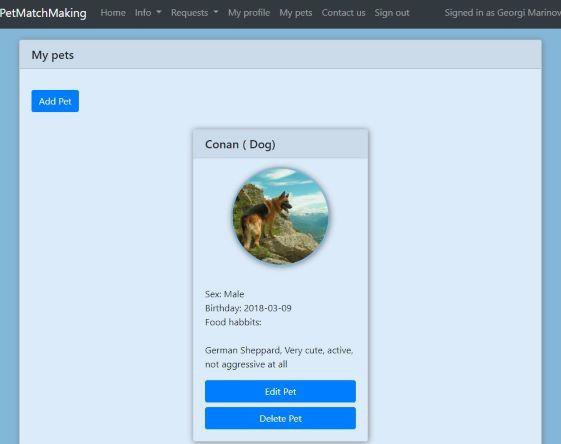 PetMatchMaking Home Info Requests My profile My pets Contact us Sign out Signed in as Georgi Marinov
My pets
Add Pet
Conan ( Dog)
Sex: Male
Birthday: 2018-03-09
Food habbits:
German Sheppard, Very cute, active,
not aggressive at all
Edit Pet
Delete Pet